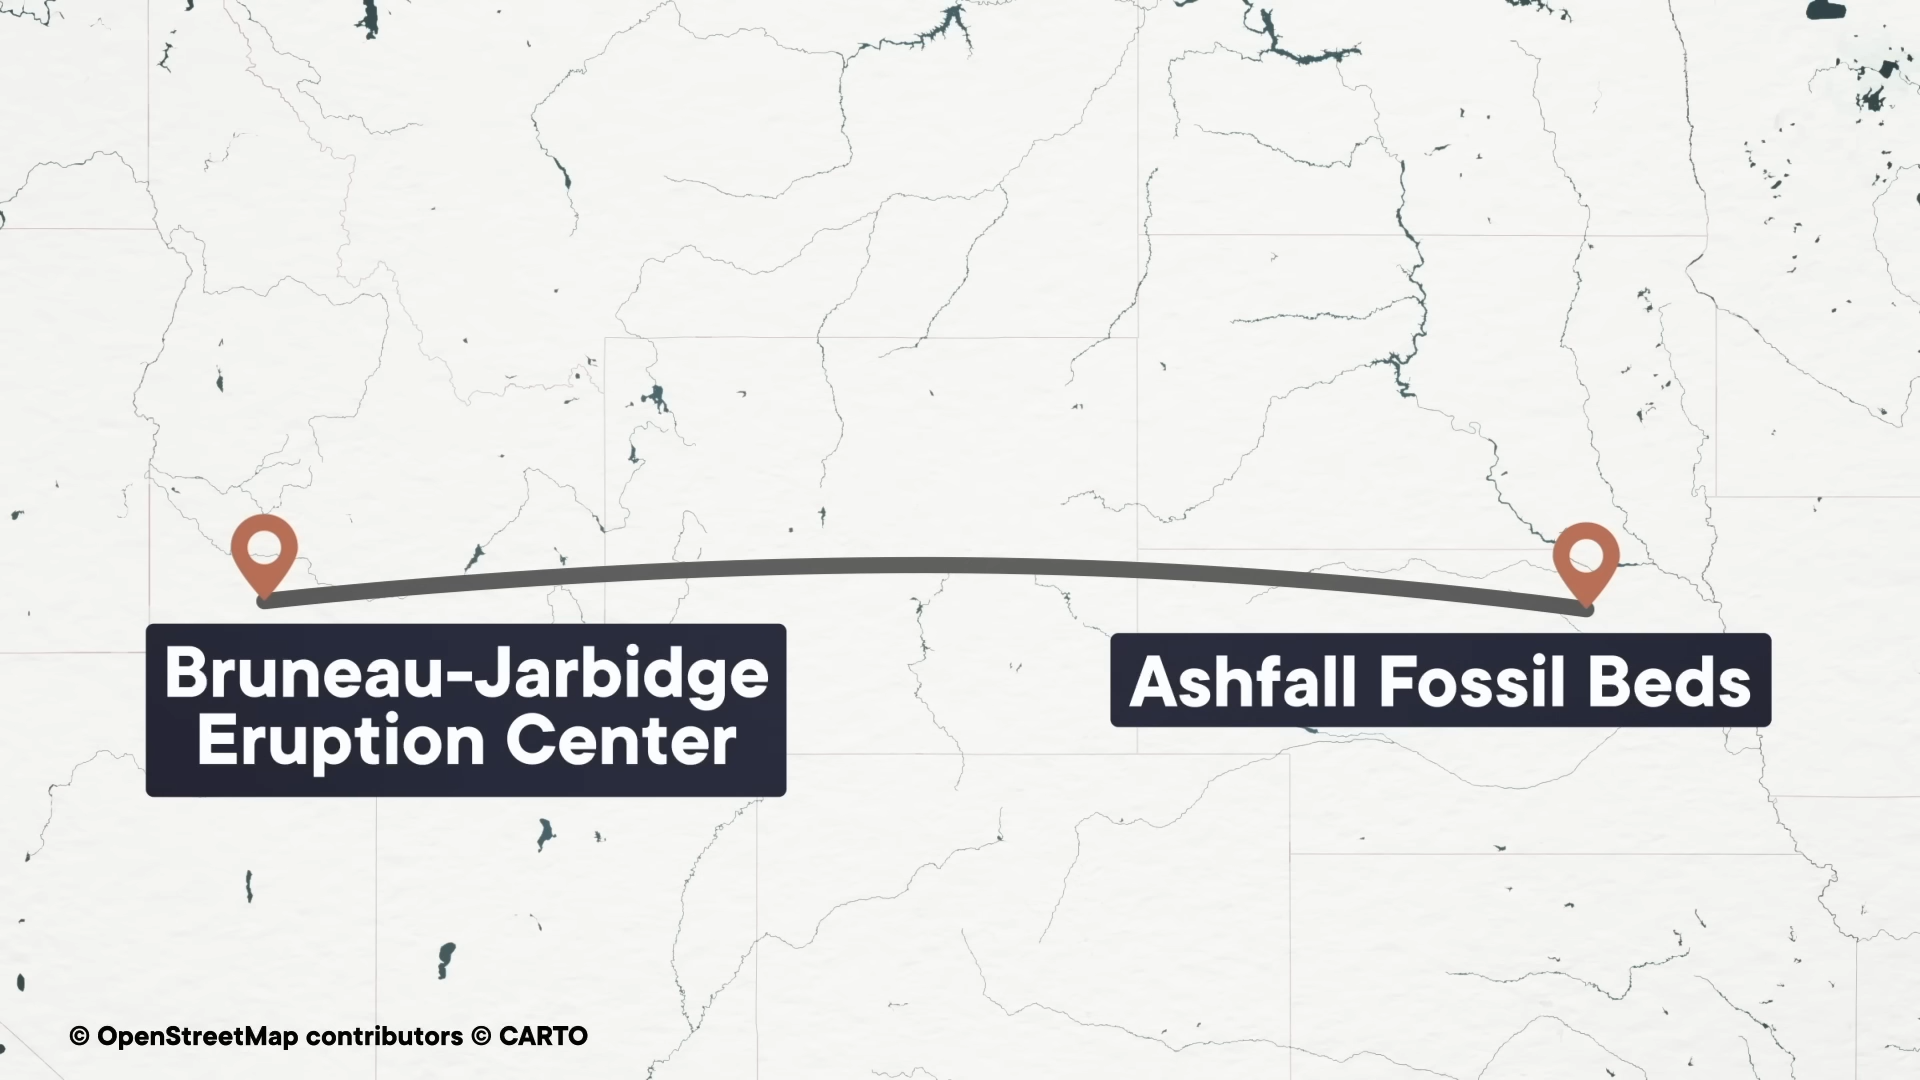 Bruneau-Jarbidge
Eruption Center
Ashfall Fossil Beds
© OpenStreetMap contributors © CARTO